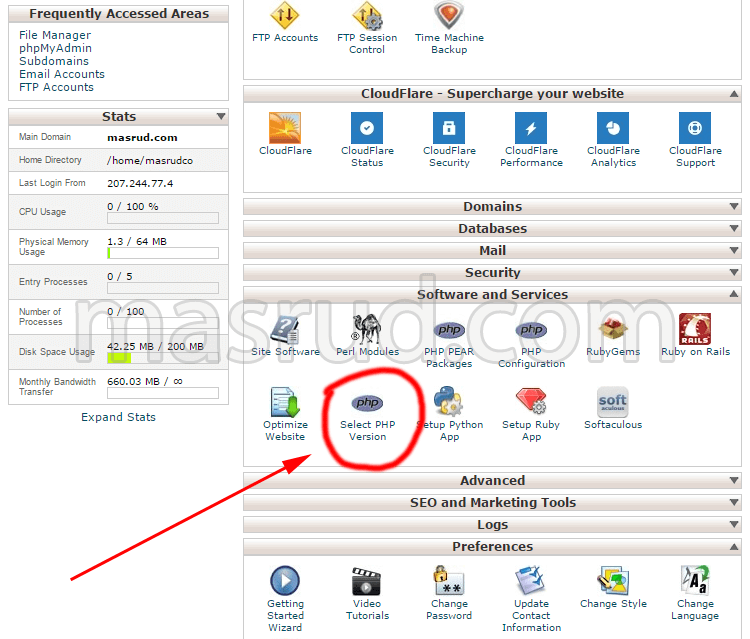 Frequently Accessed Areas
File Manager
phpMyAdmin
Subdomains
Email Accounts
FTP Accounts
Stats
Main Domain masrud.com
Home Directory /home/masrudco
Last Login From 207.244.77.4
CPU Usage 0 / 100 %
Physical Memory
Usage
1.3 / 64 MB
Entry Processes 0 / 5
Number of
Processes
0 / 100
Disk Space Usage 42.25 MB / 200 MB
Monthly Bandwidth
Transfer
660.03 MB / ∞
Expand Stats
FTP Accounts
FTP Session
Control
Time Machine
Backup
CloudFlare - Supercharge your website
CloudFlare
CloudFlare
Status
CloudFlare
Security
CloudFlare
Performance
CloudFlare
Analytics
CloudFlare
Support
Domains
Databases
Mail
Security
Software and Services
masrud.com
Site Software
Perl Modules
php
PHP PEAR
Packages
php
PHP
Configuration
RubyGems
RAILS
Ruby on Rails
Optimize
Website
php
Select PHP
Version
Setup Python
App
Setup Ruby
App
soft
aculous
Softaculous
Advanced
SEO and Marketing Tools
Logs
Preferences
Getting
Started
Wizard
Video
Tutorials
**
Change
Password
Update
Contact
Information
Change Style
Aa
Change
Language